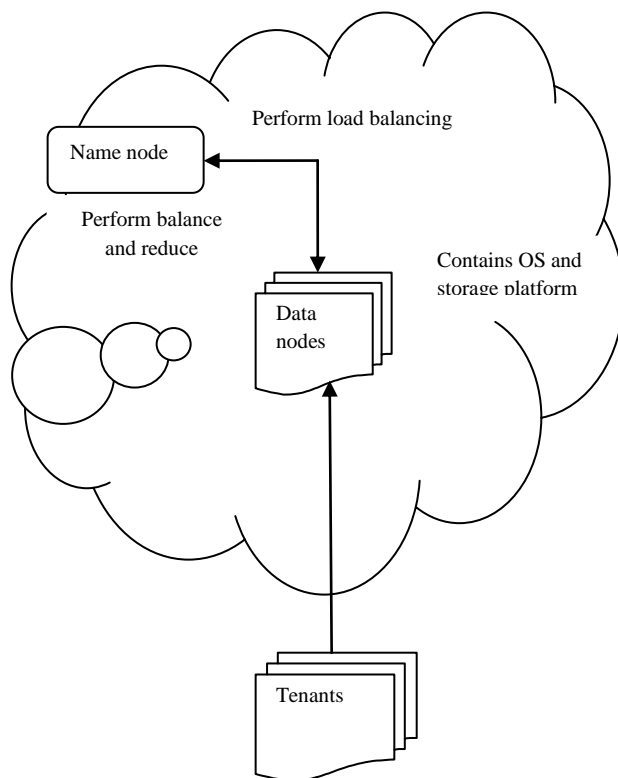 Perform load balancing
Name node
Perform balance
and reduce
Contains OS and
storage platform
Data
nodes
Tenants